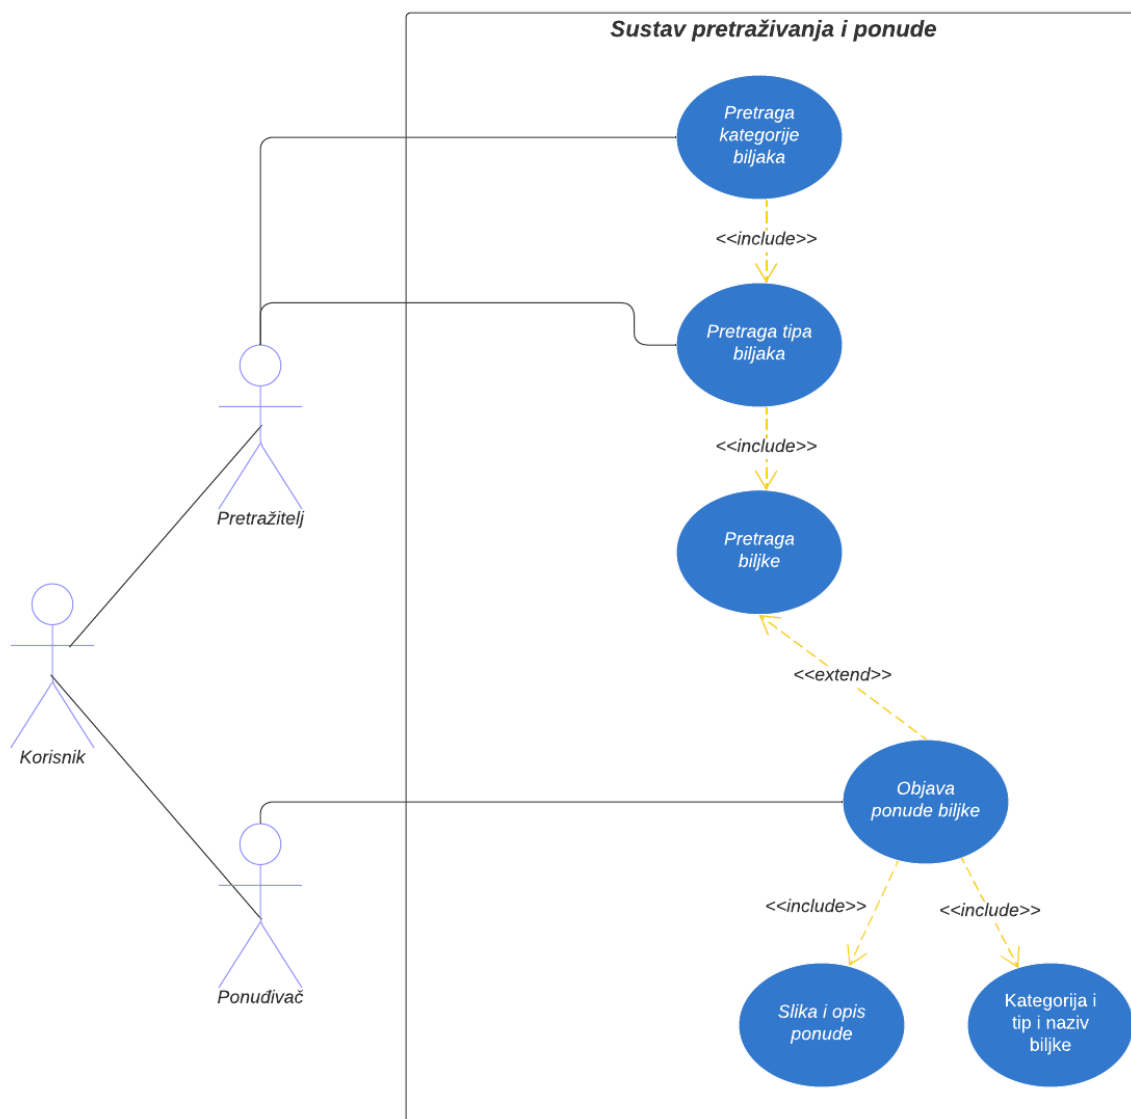 Sustav pretraživanja i ponude
Pretraga
kategorije
biljaka
<<include>>
Pretraga tipa
biljaka
<<include>>
Pretražitelj
Pretraga
biljke
<<extend>>
Korisnik
Objava
ponude biljke
<<include>>
<<include>>
Ponuđivač
Slika i opis
ponude
Kategorija i
tip i naziv
biljke